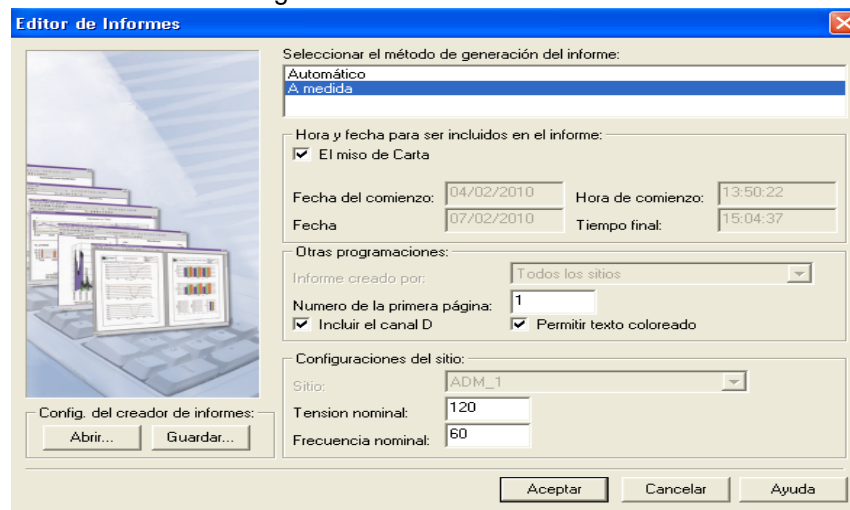 Editor de Informes
Seleccionar el método de generación del informe:
Automático
A medida
Hora y fecha para ser incluidos en el informe:
El miso de Carta
Fecha del comienzo: 04/02/2010 Hora de comienzo: 13:50:22
Fecha 07/02/2010 Tiempo final: 15:04:37
Otras programaciones:
Informe creado por: Todos los sitios
Numero de la primera página: 1
Incluir el canal D Permitir texto coloreado
Configuraciones del sitio:
Sitio: ADM_1
Tension nominal: 120
Frecuencia nominal: 60
Config. del creador de informes:
Abrir... Guardar...
Aceptar Cancelar Ayuda